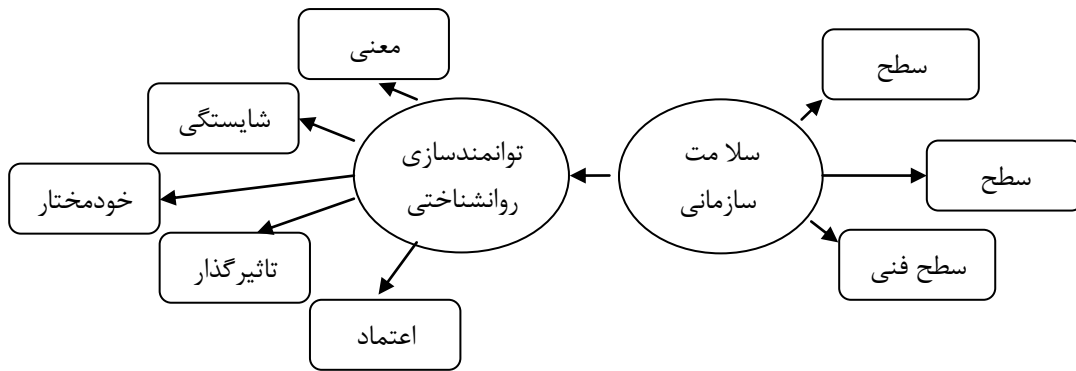 معنی
سطح
شایستگی
توانمندسازی
روانشناختی
سلا مت
سازمانی
سطح
خودمختار
تاثیرگذار
سطح فنی
اعتماد